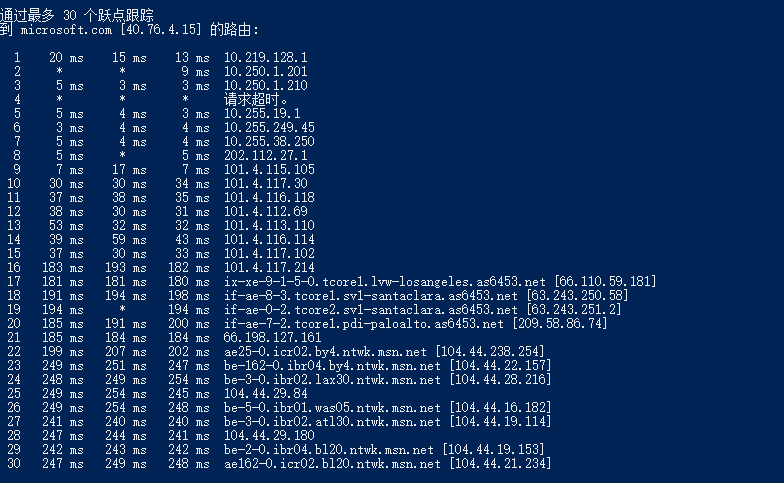 通过最多 30 个跃点跟踪
到 microsoft.com [40.76.4.15] 的路由:
1 20 ms 15 ms 13 ms 10.219.128.1
2 * * 9 ms 10.250.1.201
3 5 ms 3 ms 3 ms 10.250.1.210
4 * * * 请求超时。
5 5 ms 4 ms 3 ms 10.255.19.1
6 3 ms 4 ms 4 ms 10.255.249.45
7 5 ms 4 ms 4 ms 10.255.38.250
8 5 ms * 5 ms 202.112.27.1
9 7 ms 17 ms 7 ms 101.4.115.105
10 30 ms 30 ms 34 ms 101.4.117.30
11 37 ms 38 ms 35 ms 101.4.116.118
12 38 ms 30 ms 31 ms 101.4.112.69
13 53 ms 32 ms 32 ms 101.4.113.110
14 39 ms 59 ms 43 ms 101.4.116.114
15 37 ms 30 ms 33 ms 101.4.117.102
16 183 ms 193 ms 182 ms 101.4.117.214
17 181 ms 181 ms 180 ms ix-xe-9-1-5-0.tcore1.lvw-losangeles.as6453.net [66.110.59.181]
18 191 ms 194 ms 198 ms if-ae-8-3.tcore1.sv1-santaclara.as6453.net [63.243.250.58]
19 194 ms * 194 ms if-ae-0-2.tcore2.sv1-santaclara.as6453.net [63.243.251.2]
20 185 ms 191 ms 200 ms if-ae-7-2.tcore1.pdi-paloalto.as6453.net [209.58.86.74]
21 185 ms 184 ms 184 ms 66.198.127.161
22 199 ms 207 ms 202 ms ae25-0.icr02.by4.ntwk.msn.net [104.44.238.254]
23 249 ms 251 ms 247 ms be-162-0.ibr04.by4.ntwk.msn.net [104.44.22.157]
24 248 ms 249 ms 254 ms be-3-0.ibr02.lax30.ntwk.msn.net [104.44.28.216]
25 249 ms 254 ms 245 ms 104.44.29.84
26 249 ms 254 ms 248 ms be-5-0.ibr01.was05.ntwk.msn.net [104.44.16.182]
27 241 ms 240 ms 240 ms be-3-0.ibr02.atl30.ntwk.msn.net [104.44.19.114]
28 247 ms 244 ms 241 ms 104.44.29.180
29 242 ms 243 ms 242 ms be-2-0.ibr04.bl20.ntwk.msn.net [104.44.19.153]
30 247 ms 249 ms 248 ms ae162-0.icr02.bl20.ntwk.msn.net [104.44.21.234]